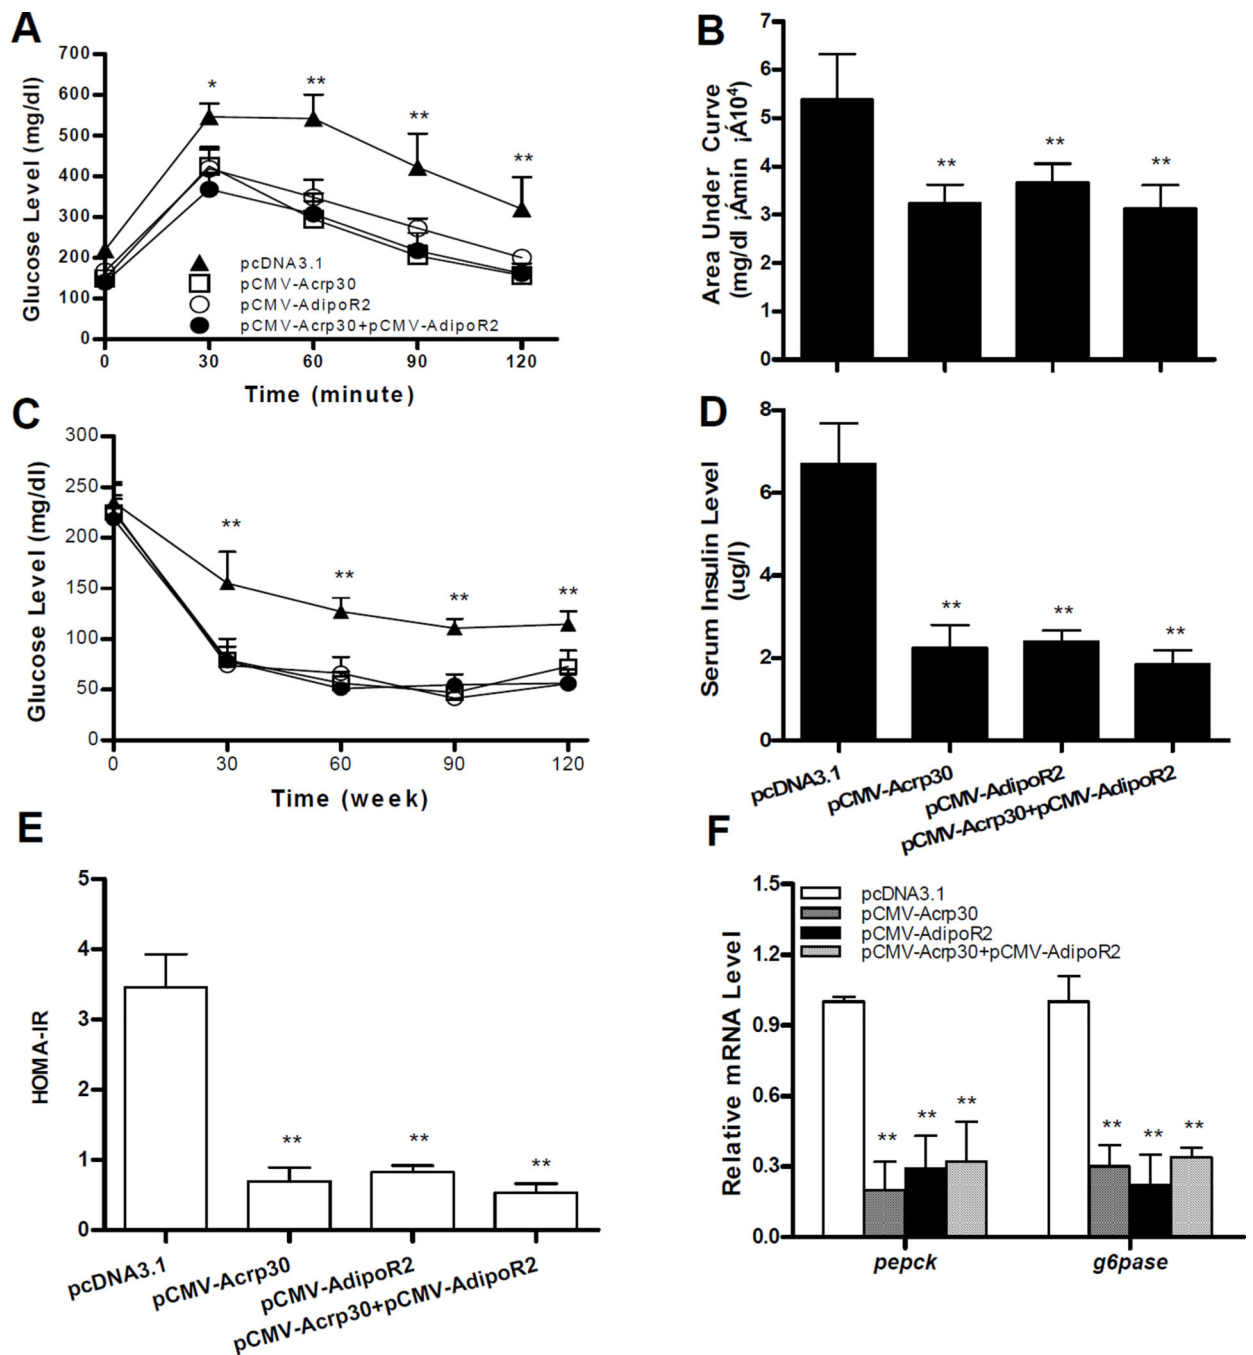 A
Glucose Level (mg/dl)
700
600
500
400
300
200
100
0
*
**
**
**
pcDNA3.1
pCMV-Acrp30
pCMV-AdipoR2
pCMV-Acrp30+pCMV-AdipoR2
0 30 60 90 120
Time (minute)
B
Area Under Curve
(mg/dl ¡Ámin ¡Á10⁴)
7
6
5
4
3
2
1
0
**
**
**
C
Glucose Level (mg/dl)
300
250
200
150
100
50
0
**
**
**
**
0 30 60 90 120
Time (week)
D
Serum Insulin Level
(ug/l)
8
6
4
2
0
**
**
**
pcDNA3.1
pCMV-Acrp30
pCMV-AdipoR2
pCMV-Acrp30+pCMV-AdipoR2
E
HOMA-IR
5
4
3
2
1
0
**
**
**
pcDNA3.1
pCMV-Acrp30
pCMV-AdipoR2
pCMV-Acrp30+pCMV-AdipoR2
F
Relative mRNA Level
1.5
1.2
0.9
0.6
0.3
0.0
pcDNA3.1
pCMV-Acrp30
pCMV-AdipoR2
pCMV-Acrp30+pCMV-AdipoR2
** ** **
** ** **
pepck g6pase